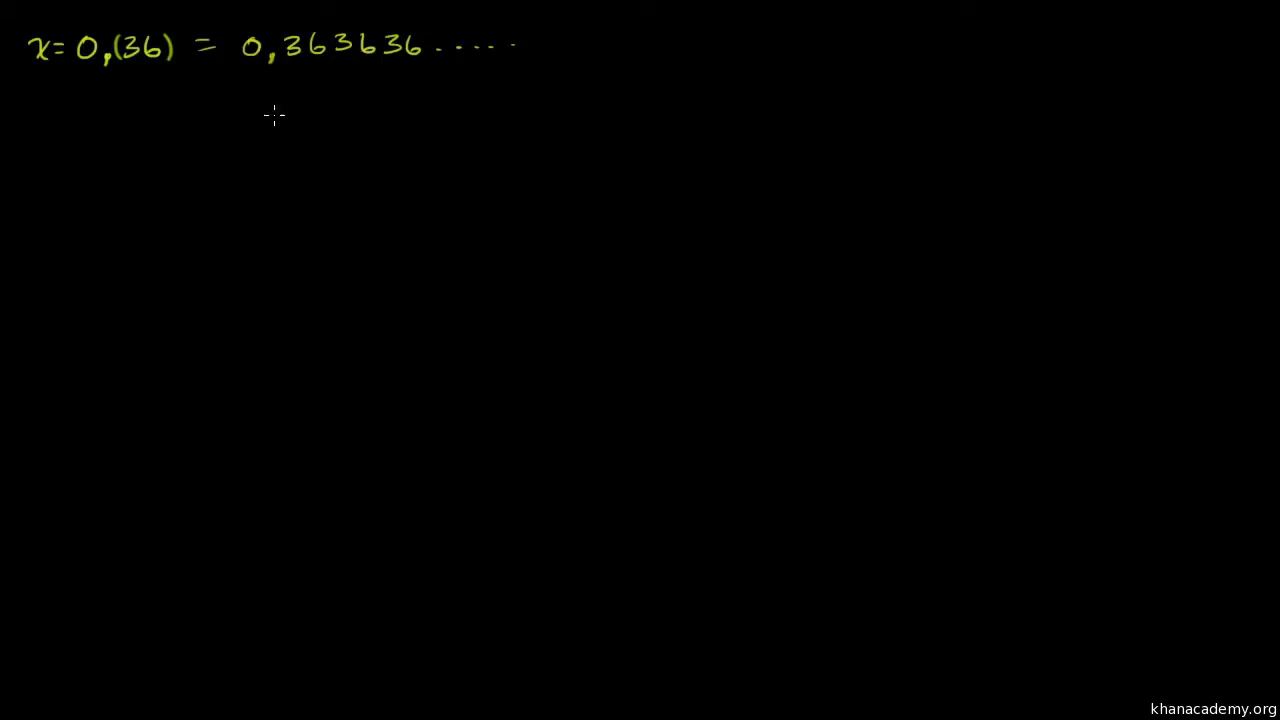 x = 0,(36) = 0,363636.....
khanacademy.org